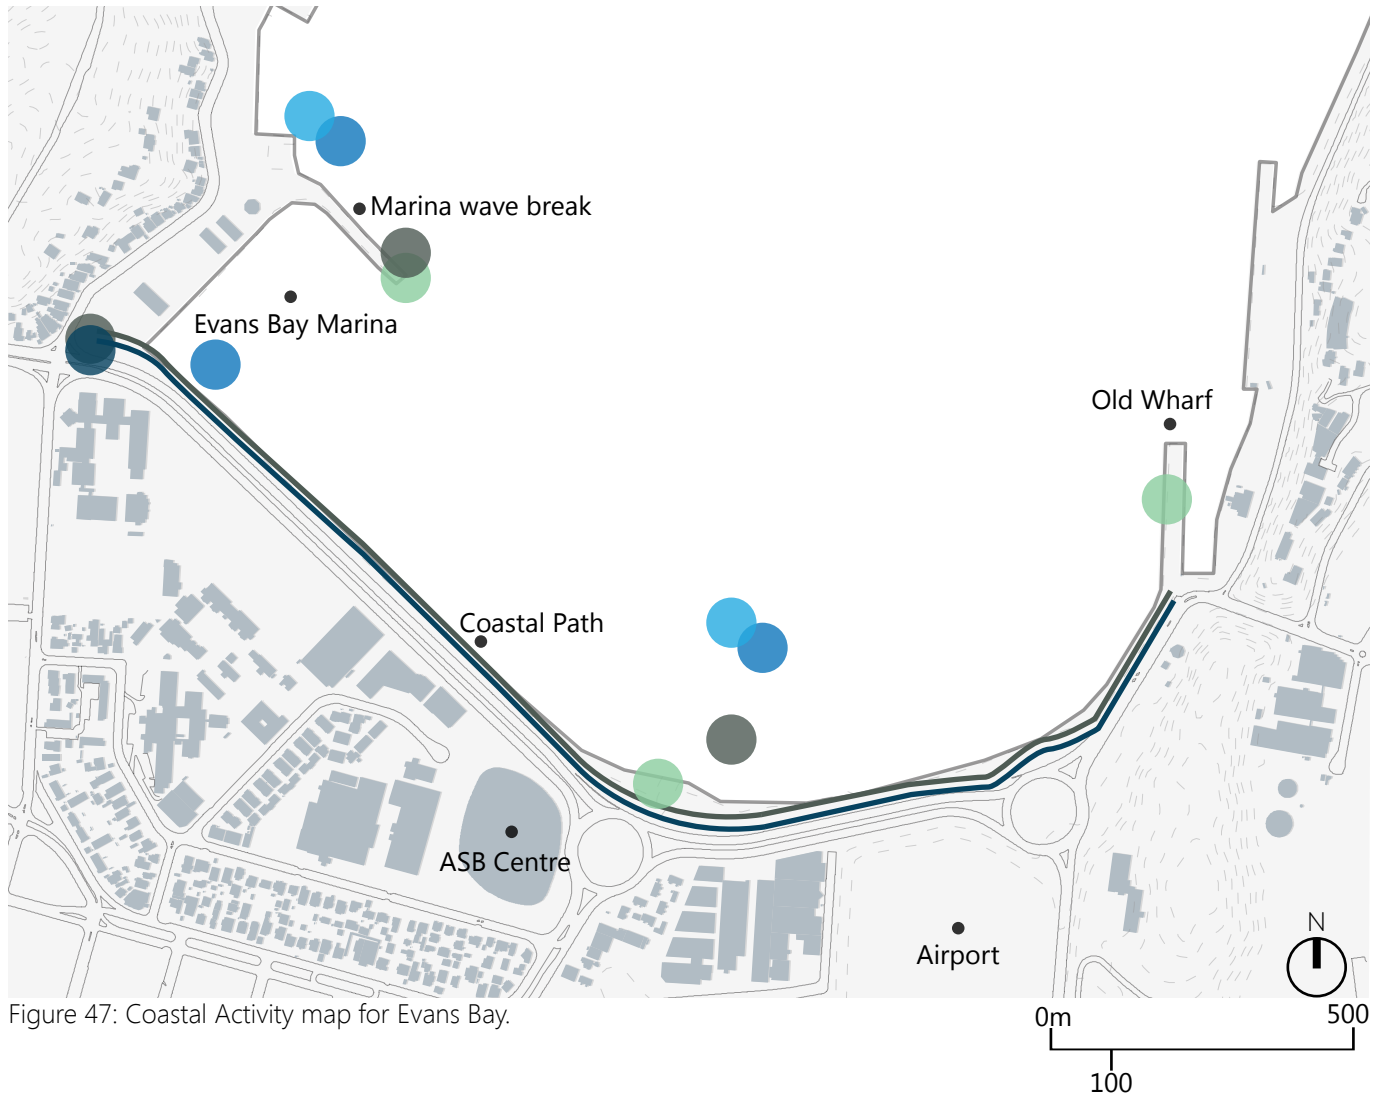 Marina wave break
Evans Bay Marina
Old Wharf
Coastal Path
ASB Centre
Airport
N
Figure 47: Coastal Activity map for Evans Bay.
0m
500
100